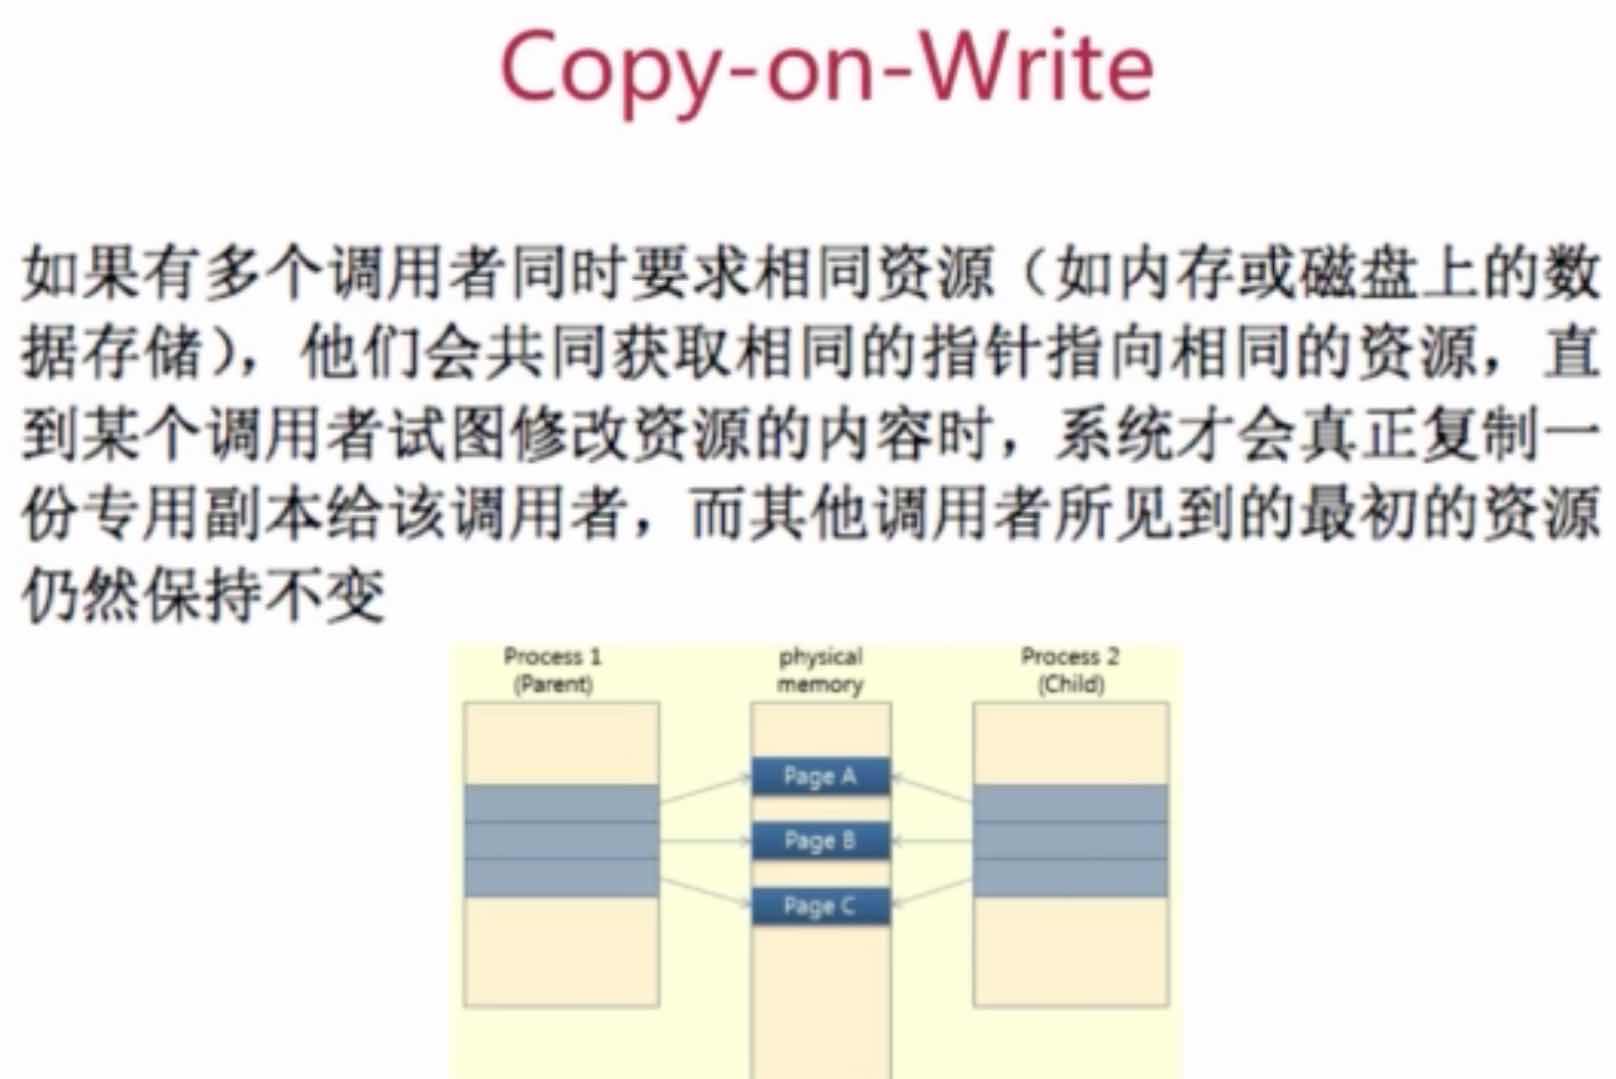 Copy-on-Write
如果有多个调用者同时要求相同资源（如内存或磁盘上的数
据存储），他们会共同获取相同的指针指向相同的资源，直
到某个调用者试图修改资源的内容时，系统才会真正复制一
份专用副本给该调用者，而其他调用者所见到的最初的资源
仍然保持不变
Process 1
(Parent)
physical
memory
Process 2
(Child)
Page A
Page B
Page C